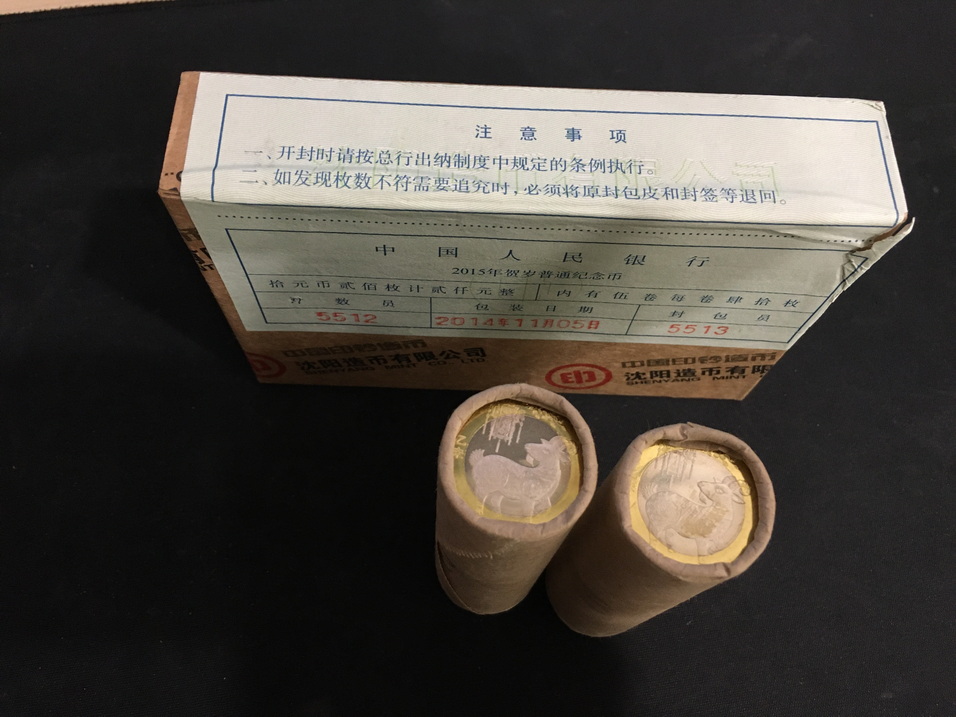 注意事项
一、开封时请按总行出纳制度中规定的条例执行。
二、如发现枚数不符需要追究时，必须将原封包皮和封签等退回。
中国人民银行
2015年贺岁普通纪念币
拾元币贰佰枚计贰仟元整 内有伍卷每卷肆拾枚
数员 包装日期 封包员
5512 2014年11月05日 5513
中国印钞造币 中国印钞造币
沈阳造币有限公司 沈阳造币有限
SHENYANG MINT CO. LTD. SHENYANG MINT